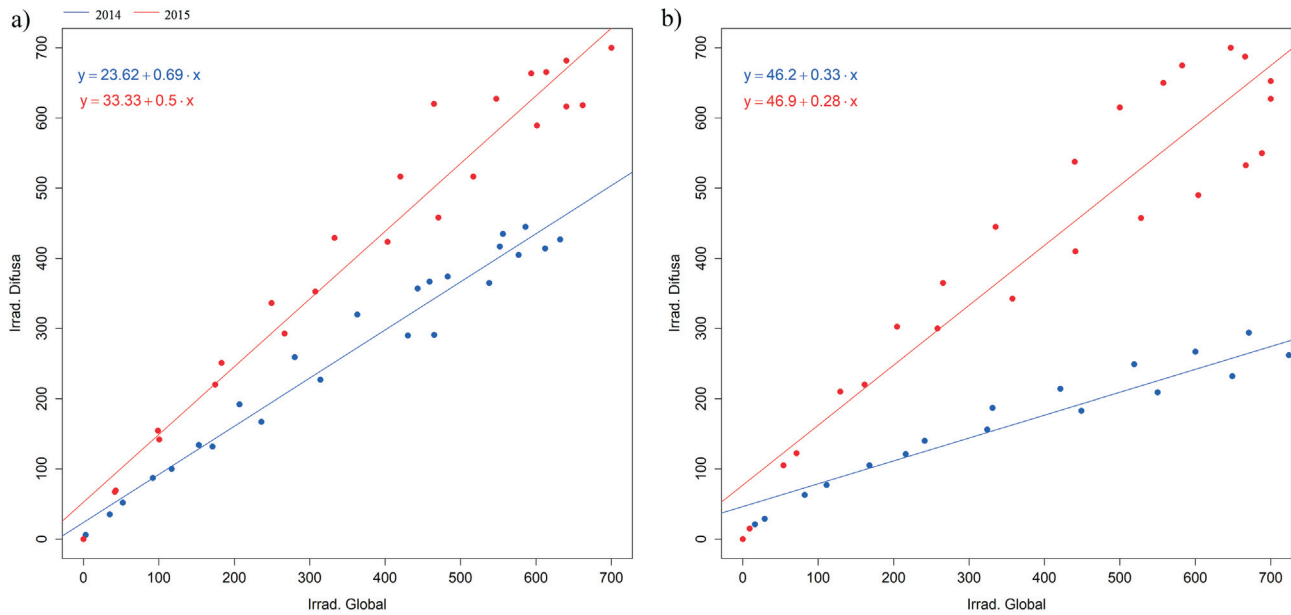 a)
2014 2015
y = 23.62 + 0.69 · x
y = 33.33 + 0.5 · x
700
600
500
400
300
200
100
0
Irrad. Difusa
0 100 200 300 400 500 600 700
Irrad. Global
b)
y = 46.2 + 0.33 · x
y = 46.9 + 0.28 · x
700
600
500
400
300
200
100
0
Irrad. Difusa
0 100 200 300 400 500 600 700
Irrad. Global